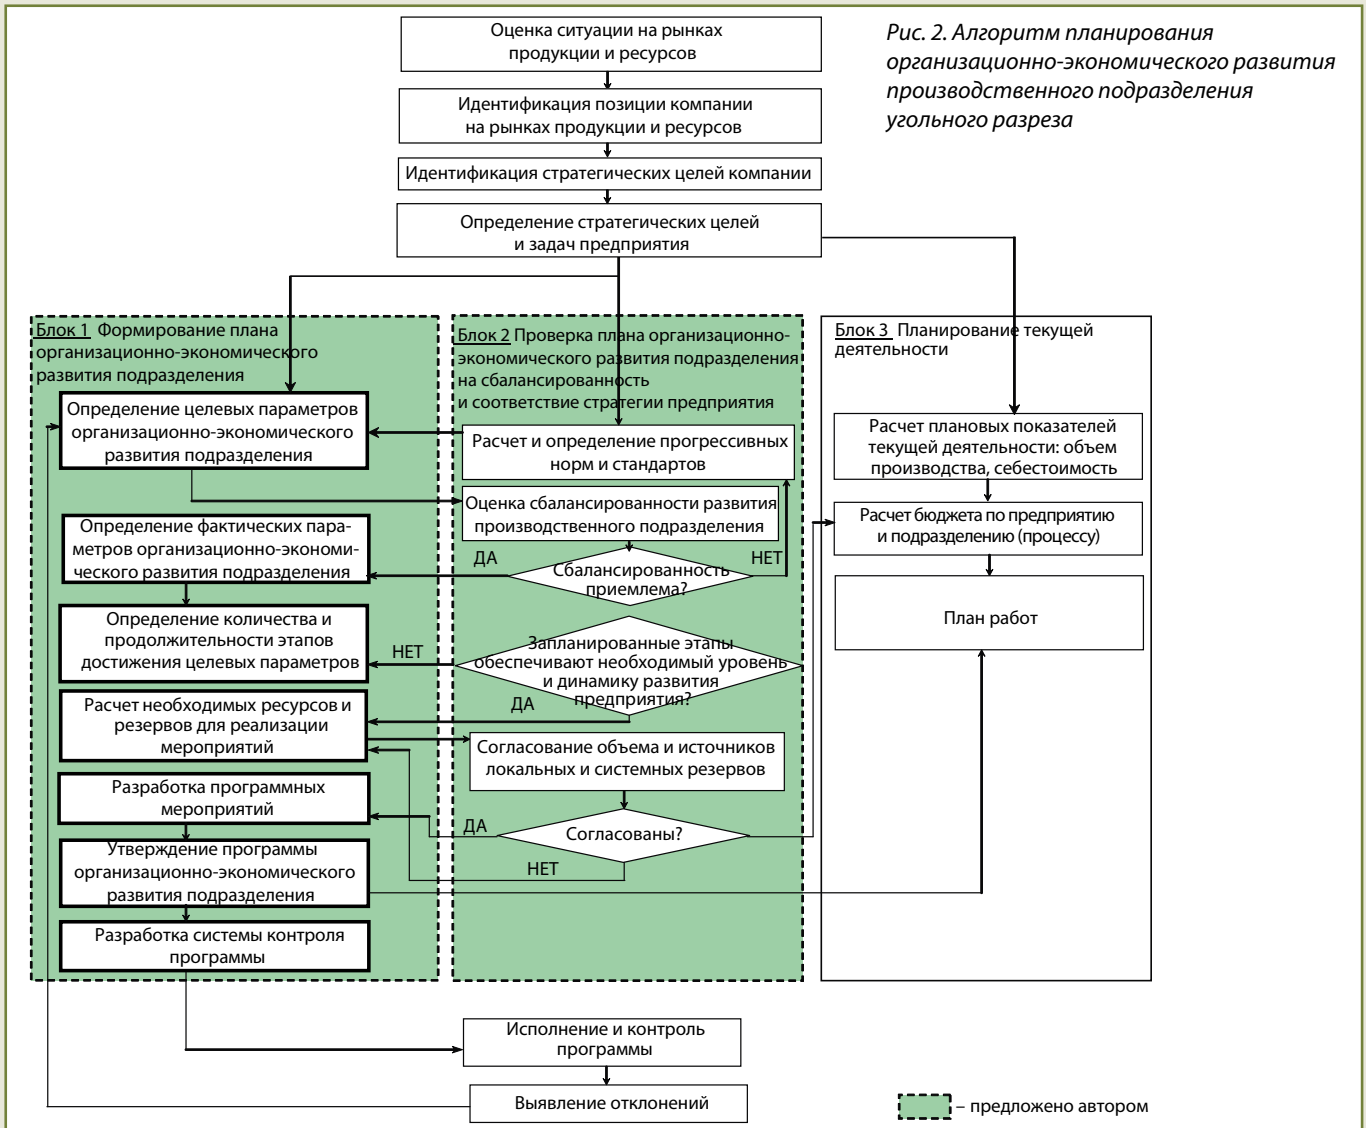 Оценка ситуации на рынках
продукции и ресурсов
Рис. 2. Алгоритм планирования
организационно-экономического развития
производственного подразделения
угольного разреза
Идентификация позиции компании
на рынках продукции и ресурсов
Идентификация стратегических целей компании
Определение стратегических целей
и задач предприятия
Блок 1 Формирование плана
организационно-экономического
развития подразделения
Определение целевых параметров
организационно-экономического
развития подразделения
Определение фактических пара-
метров организационно-экономи-
ческого развития подразделения
Определение количества и
продолжительности этапов
достижения целевых параметров
Расчет необходимых ресурсов и
резервов для реализации
мероприятий
Разработка программных
мероприятий
Утверждение программы
организационно-экономического
развития подразделения
Разработка системы контроля
программы
Блок 2 Проверка плана организационно-
экономического развития подразделения
на сбалансированность
и соответствие стратегии предприятия
Расчет и определение прогрессивных
норм и стандартов
Оценка сбалансированности развития
производственного подразделения
ДА
НЕТ
Сбалансированность
приемлема?
НЕТ
Запланированные этапы
обеспечивают необходимый уровень
и динамику развития
предприятия?
ДА
Согласование объема и источников
локальных и системных резервов
ДА
Согласованы?
НЕТ
Блок 3 Планирование текущей
деятельности
Расчет плановых показателей
текущей деятельности: объем
производства, себестоимость
Расчет бюджета по предприятию
и подразделению (процессу)
План работ
Исполнение и контроль
программы
Выявление отклонений
– предложено автором